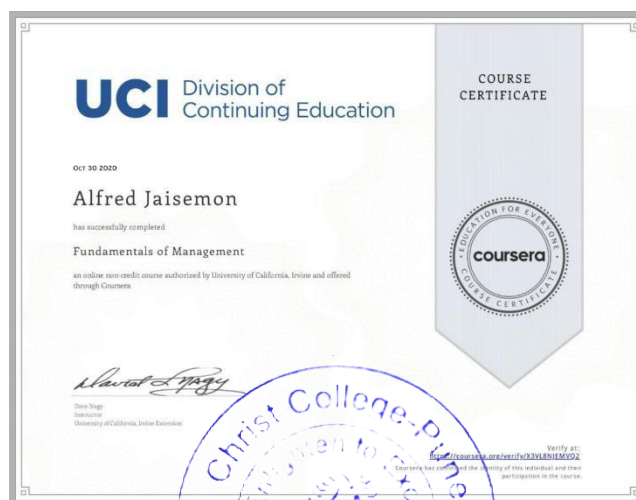 UCI Division of
Continuing Education
COURSE
CERTIFICATE
OCT 30 2020
Alfred Jaisemon
has successfully completed
Fundamentals of Management
an online non-credit course authorized by University of California, Irvine and offered
through Coursera
EDUCATION FOR EVERYONE
coursera
COURSE CERTIFICATE
Dave Nagy
Instructor
University of California, Irvine Extension
Christ College-Pune
Verify at:
https://coursera.org/verify/X3VL8NJEMVQ2
Coursera has confirmed the identity of this individual and their
participation in the course.